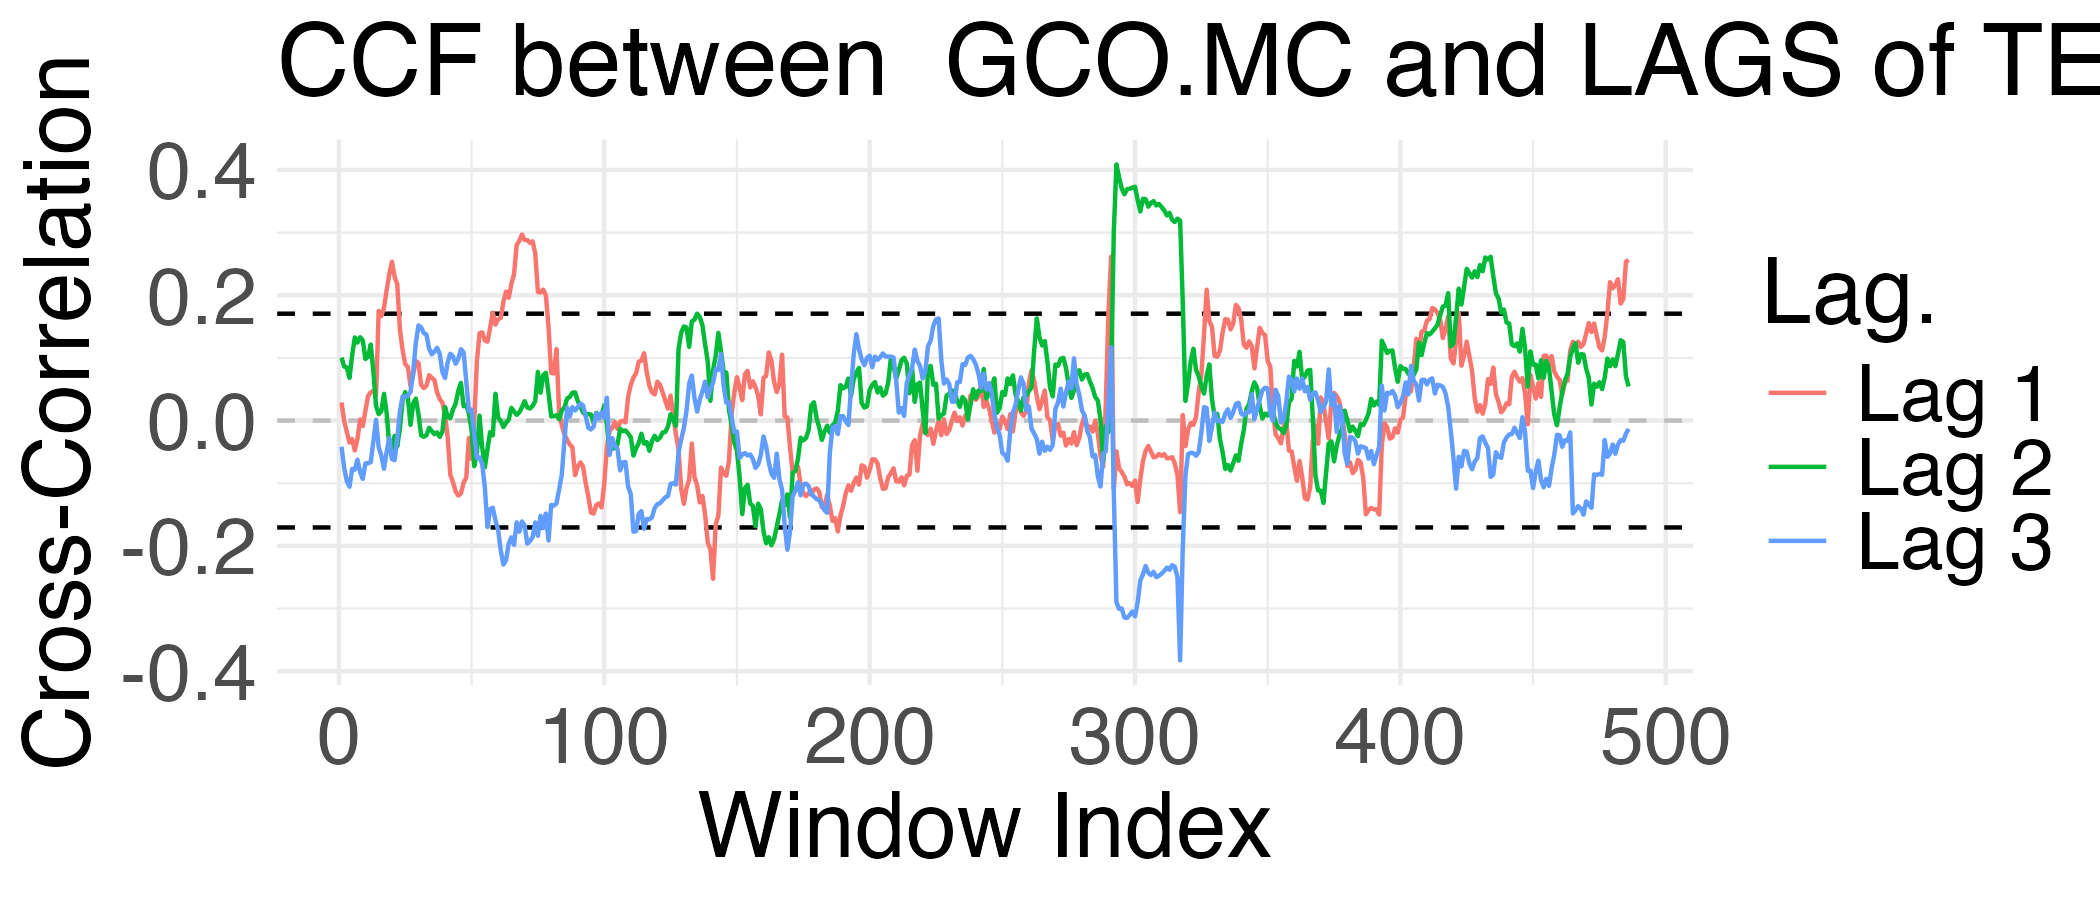 CCF between  GCO.MC and LAGS of TE
Cross-Correlation
0.4
0.2
0.0
-0.2
-0.4
0 100 200 300 400 500
Window Index
Lag.
Lag 1
Lag 2
Lag 3